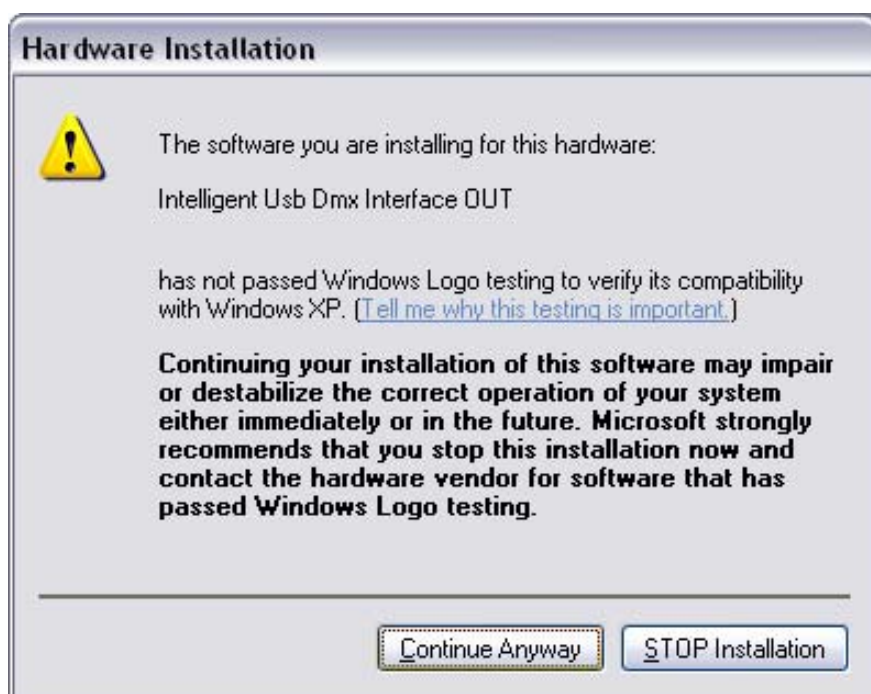 Hardware Installation
The software you are installing for this hardware:
Intelligent Usb Dmx Interface OUT
has not passed Windows Logo testing to verify its compatibility
with Windows XP. (Tell me why this testing is important.)
Continuing your installation of this software may impair
or destabilize the correct operation of your system
either immediately or in the future. Microsoft strongly
recommends that you stop this installation now and
contact the hardware vendor for software that has
passed Windows Logo testing.
Continue Anyway
STOP Installation